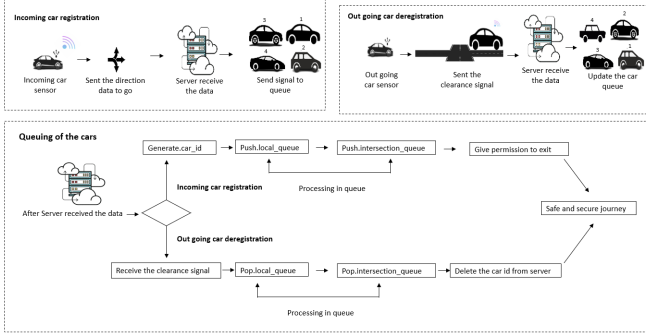 Incoming car registration
3
1
4
2
Incoming car
sensor
Sent the direction
data to go
Server receive
the data
Send signal to
queue
Out going car deregistration
4
2
3
1
Out going
car sensor
Sent the
clearance signal
Server receive
the data
Update the car
queue
Queuing of the cars
Generate.car_id
Push.local_queue
Push.intersection_queue
Give permission to exit
Processing in queue
Incoming car registration
After Server received the data
Safe and secure journey
Out going car deregistration
Receive the clearance signal
Pop.local_queue
Pop.intersection_queue
Delete the car id from server
Processing in queue